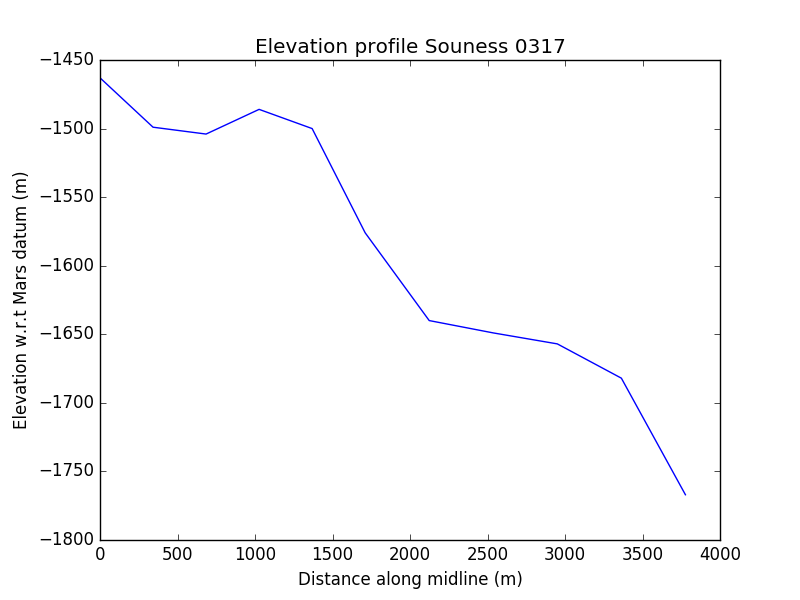 Elevation profile Souness 0317
−1450
−1500
−1550
−1600
−1650
−1700
−1750
−1800
Elevation w.r.t Mars datum (m)
0 500 1000 1500 2000 2500 3000 3500 4000
Distance along midline (m)